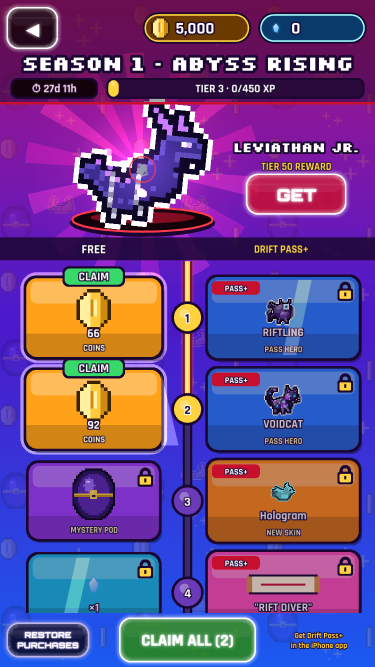 5,000
0
SEASON 1 - ABYSS RISING
27d 11h
TIER 3 · 0/450 XP
LEVIATHAN JR.
TIER 50 REWARD
GET
FREE
DRIFT PASS+
CLAIM
66
COINS
1
PASS+
RIFTLING
PASS HERO
CLAIM
92
COINS
2
PASS+
VOIDCAT
PASS HERO
MYSTERY POD
3
PASS+
Hologram
NEW SKIN
×1
4
PASS+
"RIFT DIVER"
RESTORE
PURCHASES
CLAIM ALL (2)
Get Drift Pass+
in the iPhone app